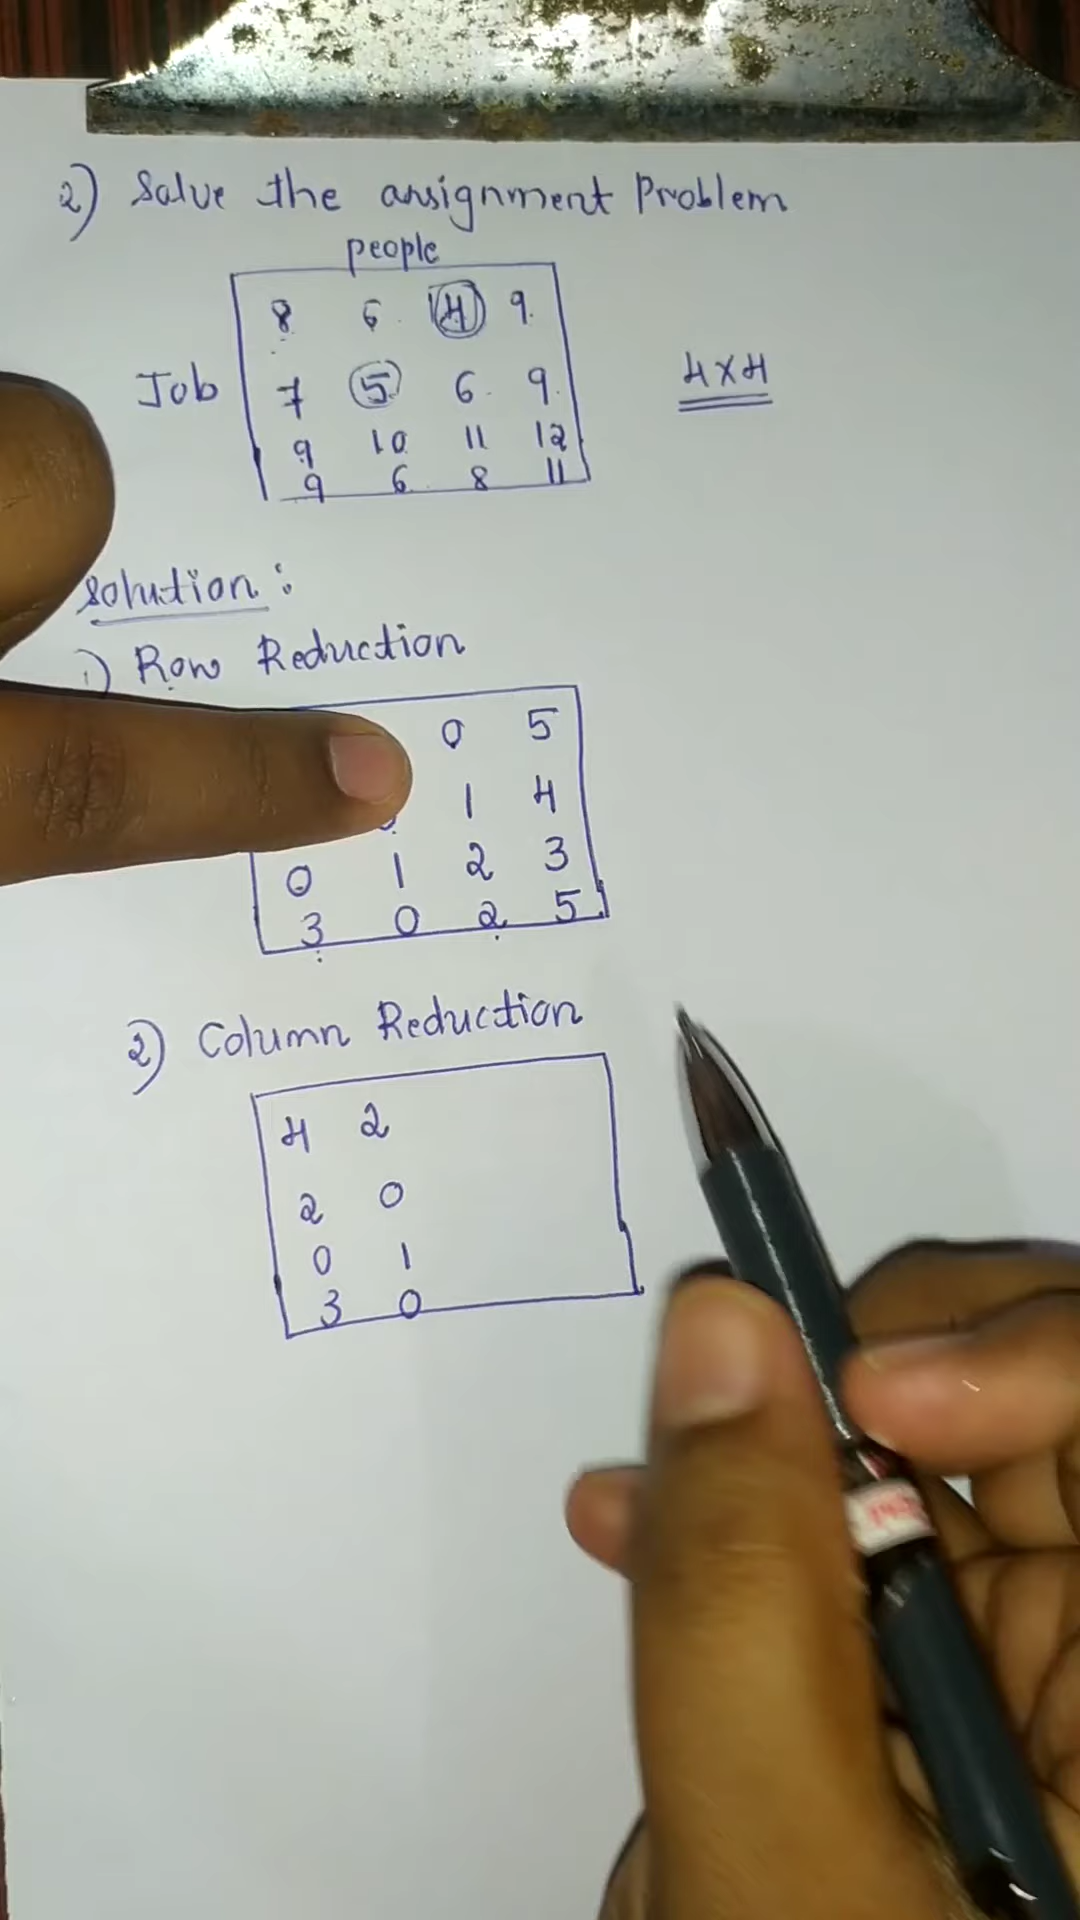 2) Solve the assignment Problem
people
8 6 4 9
Job 7 5 6 9 4x4
9 10 11 12
9 6 8 11
Solution :
1) Row Reduction
0 5
1 4
0 1 2 3
3 0 2 5
2) Column Reduction
4 2
2 0
0 1
3 0